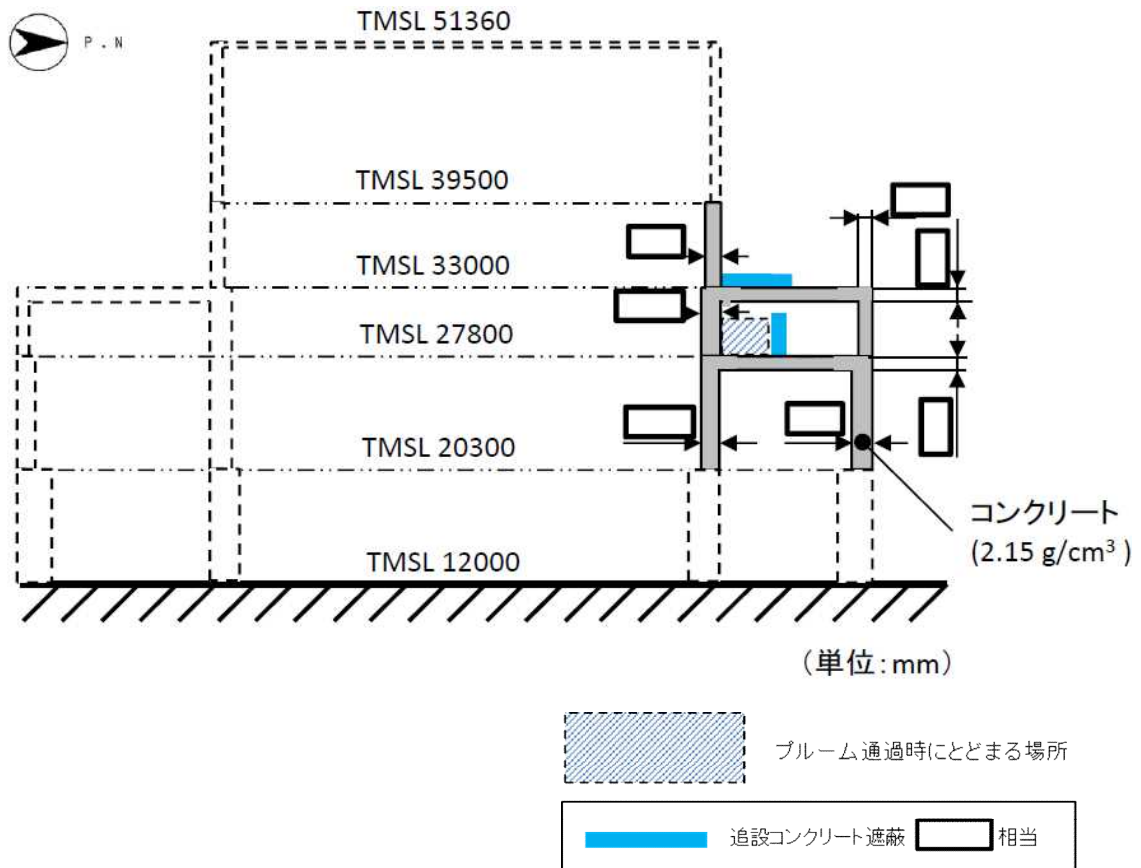 TMSL 51360
P.N
TMSL 39500
TMSL 33000
TMSL 27800
TMSL 20300
コンクリート
(2.15 g/cm³ )
TMSL 12000
（単位：mm）
プルーム通過時にとどまる場所
追設コンクリート遮蔽 相当